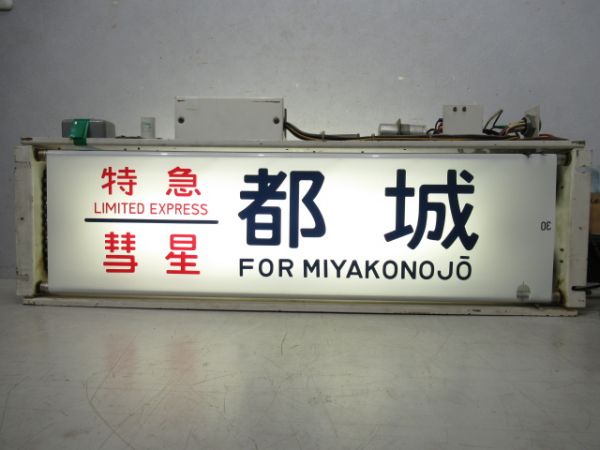 特急
LIMITED EXPRESS
彗星
都城
FOR MIYAKONOJŌ
30